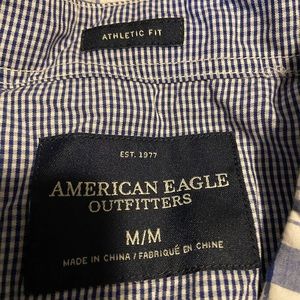 ATHLETIC FIT
EST. 1977
AMERICAN EAGLE
OUTFITTERS
M/M
MADE IN CHINA / FABRIQUÉ EN CHINE